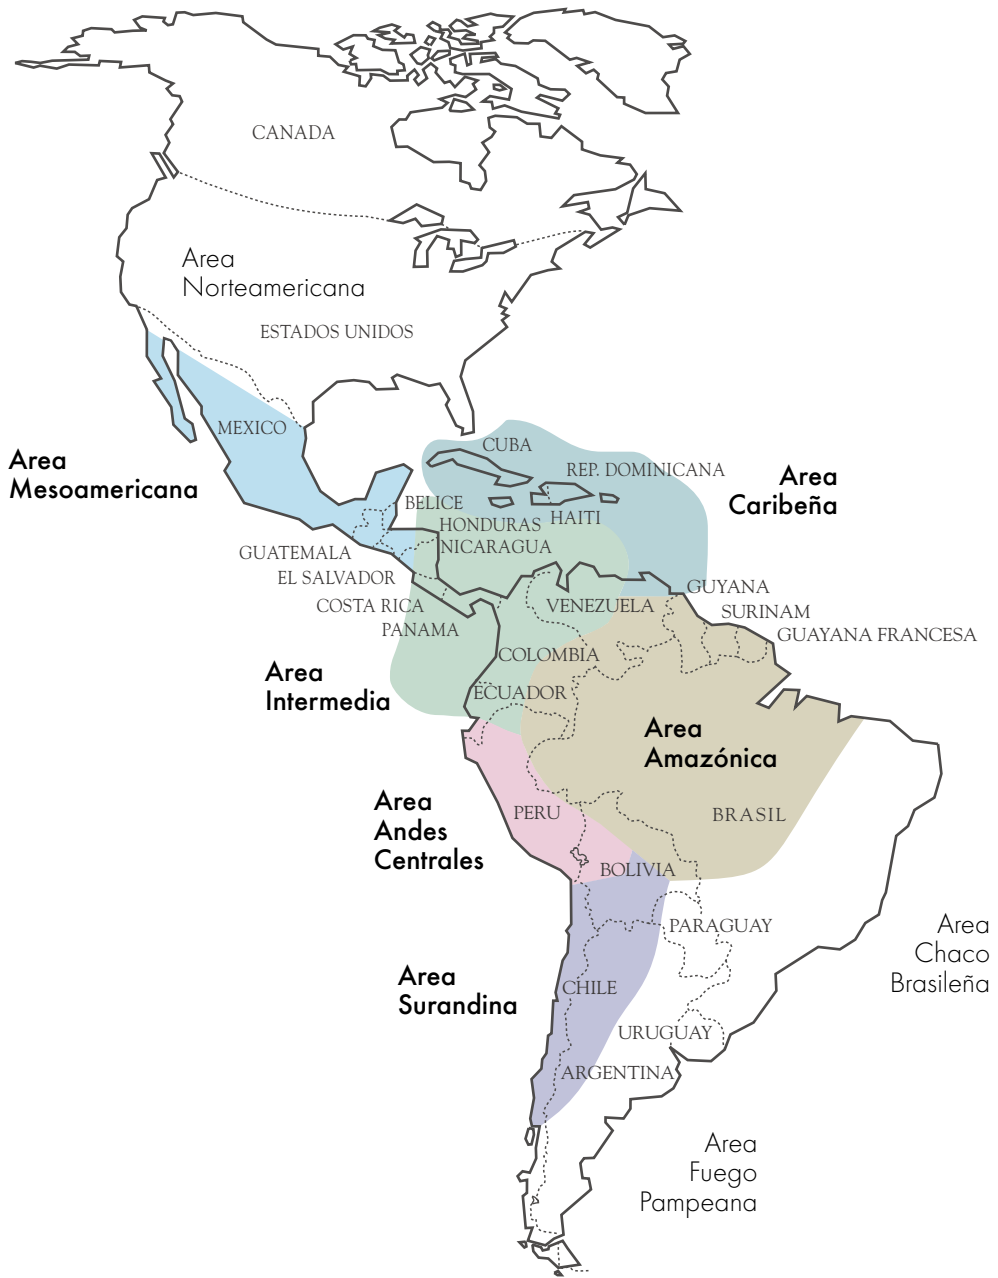 CANADA
Area
Norteamericana
ESTADOS UNIDOS
MEXICO
Area
Mesoamericana
CUBA
REP. DOMINICANA
Area
Caribeña
BELICE
HAITI
HONDURAS
NICARAGUA
GUATEMALA
EL SALVADOR
COSTA RICA
PANAMA
VENEZUELA
GUYANA
SURINAM
GUAYANA FRANCESA
COLOMBIA
Area
Intermedia
ECUADOR
Area
Amazónica
Area
Andes
Centrales
PERU
BRASIL
BOLIVIA
PARAGUAY
Area
Chaco
Brasileña
Area
Surandina
CHILE
URUGUAY
ARGENTINA
Area
Fuego
Pampeana